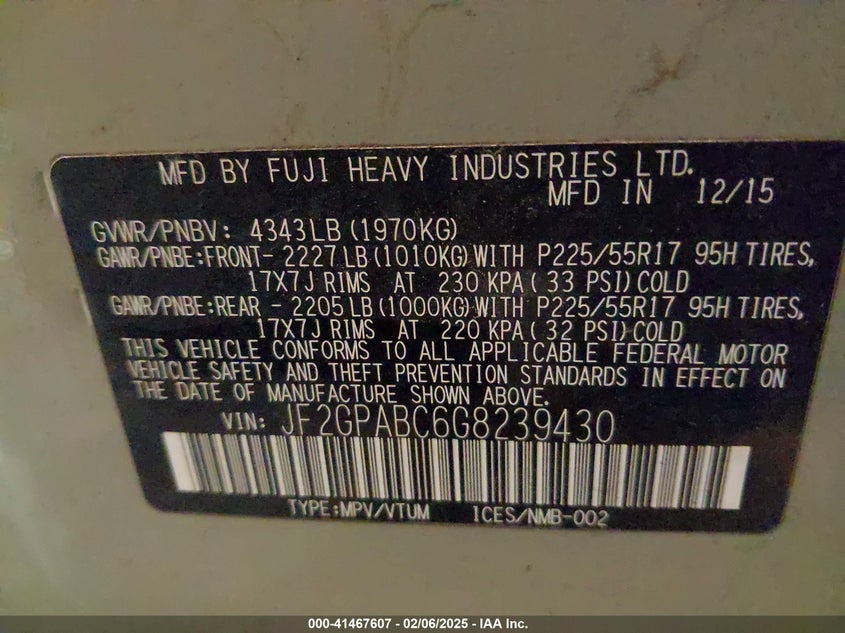 MFD BY FUJI HEAVY INDUSTRIES LTD.
MFD IN 12/15
GVWR/PNBV: 4343LB(1970KG)
GAWR/PNBE:FRONT- 2227LB(1010KG)WITH P225/55R17 95H TIRES,
17X7J RIMS AT 230 KPA( 33 PSI)COLD
GAWR/PNBE:REAR - 2205LB(1000KG)WITH P225/55R17 95H TIRES,
17X7J RIMS AT 220 KPA( 32 PSI)COLD
THIS VEHICLE CONFORMS TO ALL APPLICABLE FEDERAL MOTOR
VEHICLE SAFETY AND THEFT PREVENTION STANDARDS IN EFFECT ON
THE DATE OF MANUFACTURE SHOWN ABOVE.
VIN: JF2GPABC6G8239430
TYPE:MPV/VTUM ICES/NMB-002
000-41467607 - 02/06/2025 - IAA Inc.